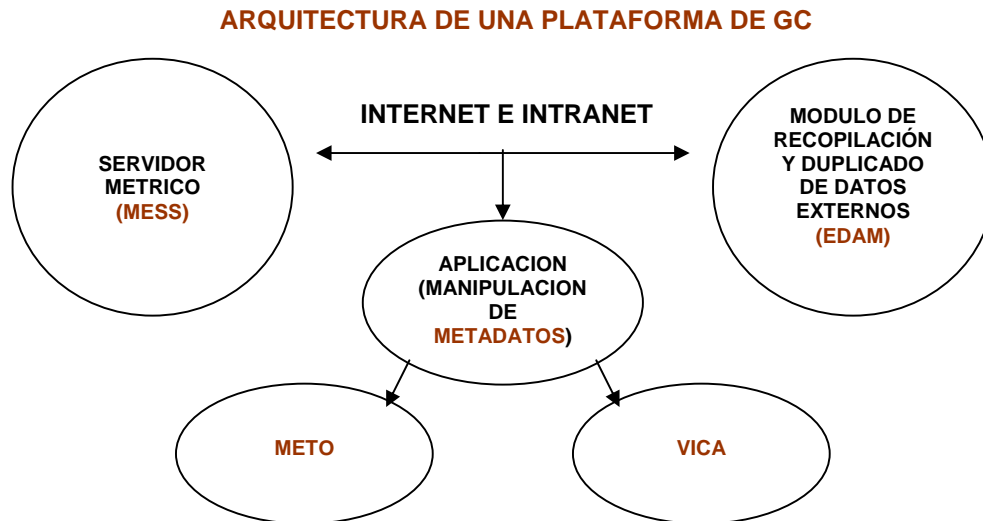 ARQUITECTURA DE UNA PLATAFORMA DE GC
INTERNET E INTRANET
SERVIDOR
METRICO
(MESS)
MODULO DE
RECOPILACIÓN
Y DUPLICADO
DE DATOS
EXTERNOS
(EDAM)
APLICACION
(MANIPULACION
DE
METADATOS)
METO
VICA